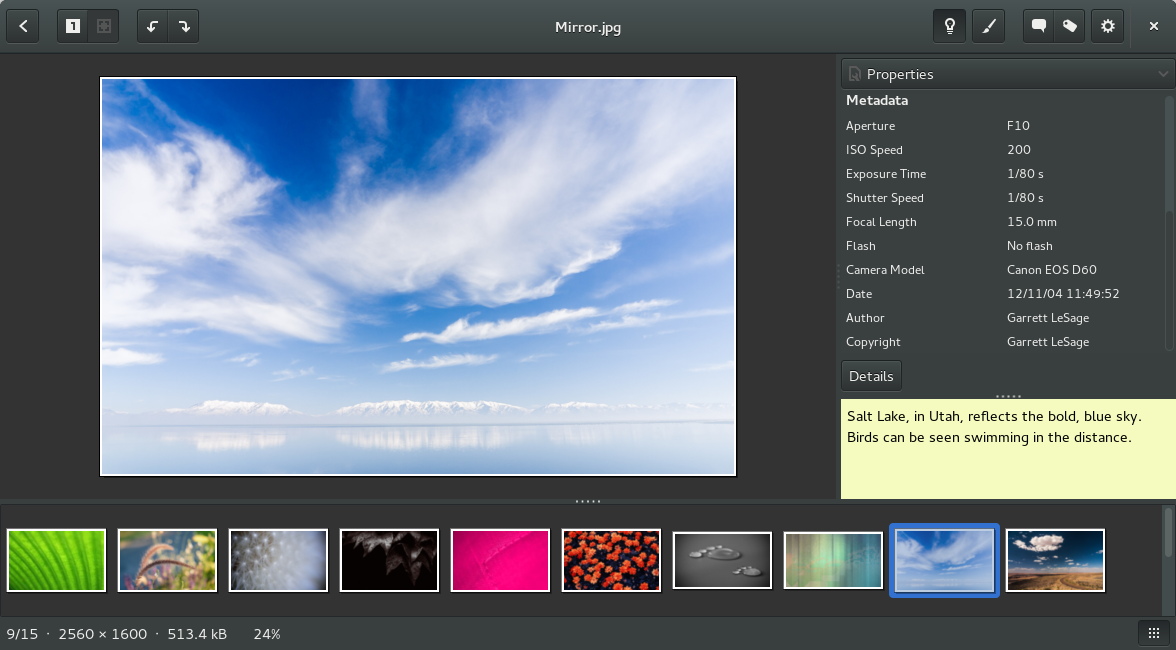 1
Mirror.jpg
Properties
Metadata
Aperture F10
ISO Speed 200
Exposure Time 1/80 s
Shutter Speed 1/80 s
Focal Length 15.0 mm
Flash No flash
Camera Model Canon EOS D60
Date 12/11/04 11:49:52
Author Garrett LeSage
Copyright Garrett LeSage
Details
Salt Lake, in Utah, reflects the bold, blue sky.
Birds can be seen swimming in the distance.
9/15 · 2560 × 1600 · 513.4 kB 24%